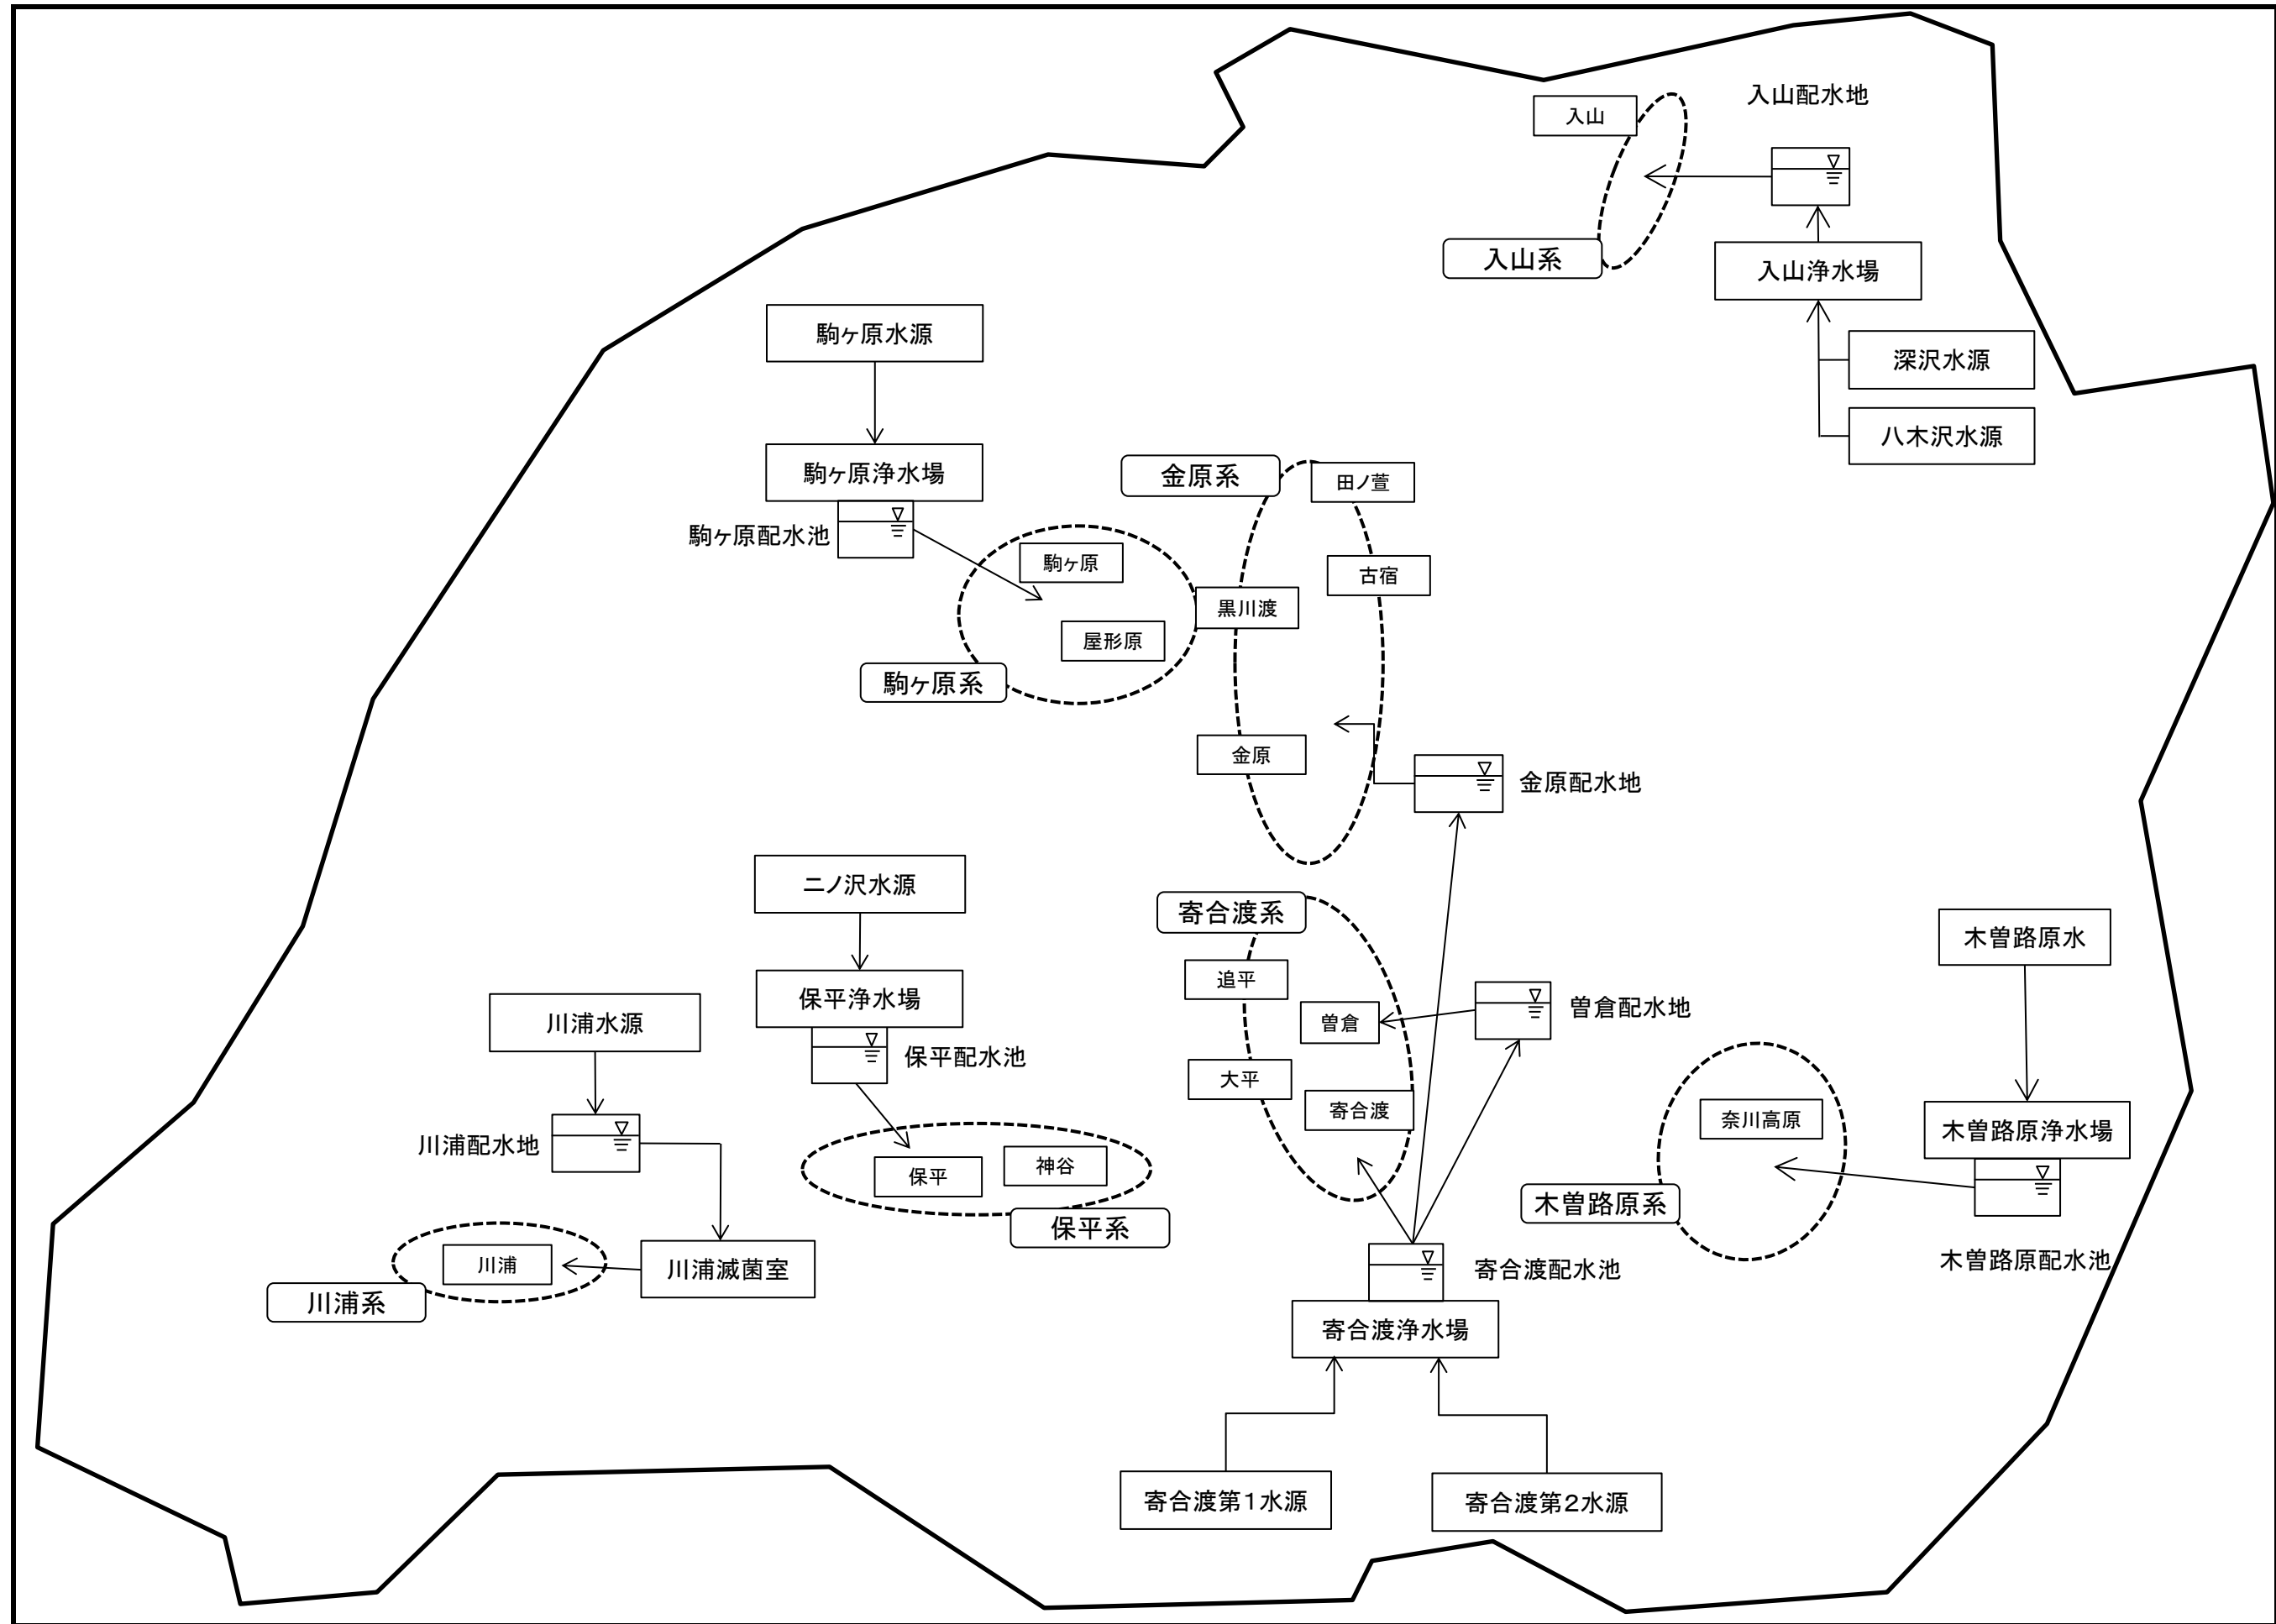 入山配水地
入山
入山系
入山浄水場
深沢水源
八木沢水源
駒ヶ原水源
駒ヶ原浄水場
駒ヶ原配水池
駒ヶ原
屋形原
駒ヶ原系
金原系
田ノ萱
古宿
黒川渡
金原
金原配水地
二ノ沢水源
保平浄水場
保平配水池
保平
神谷
保平系
川浦水源
川浦配水地
川浦滅菌室
川浦
川浦系
寄合渡系
追平
曽倉
曽倉配水地
大平
寄合渡
寄合渡配水池
寄合渡浄水場
寄合渡第1水源
寄合渡第2水源
木曽路原水
木曽路原浄水場
奈川高原
木曽路原系
木曽路原配水池